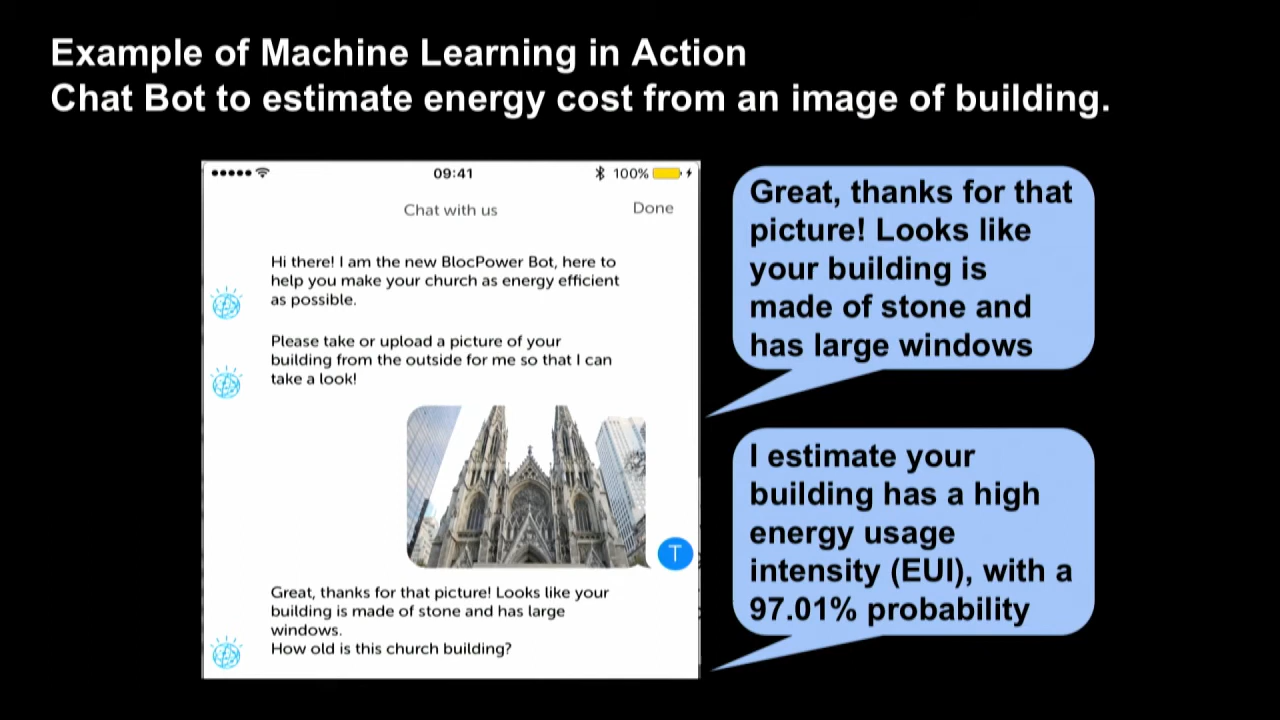 Example of Machine Learning in Action
Chat Bot to estimate energy cost from an image of building.
09:41
100%
Chat with us
Done
Hi there! I am the new BlocPower Bot, here to
help you make your church as energy efficient
as possible.
Please take or upload a picture of your
building from the outside for me so that I can
take a look!
T
Great, thanks for that picture! Looks like your
building is made of stone and has large
windows.
How old is this church building?
Great, thanks for that
picture! Looks like
your building is
made of stone and
has large windows
I estimate your
building has a high
energy usage
intensity (EUI), with a
97.01% probability